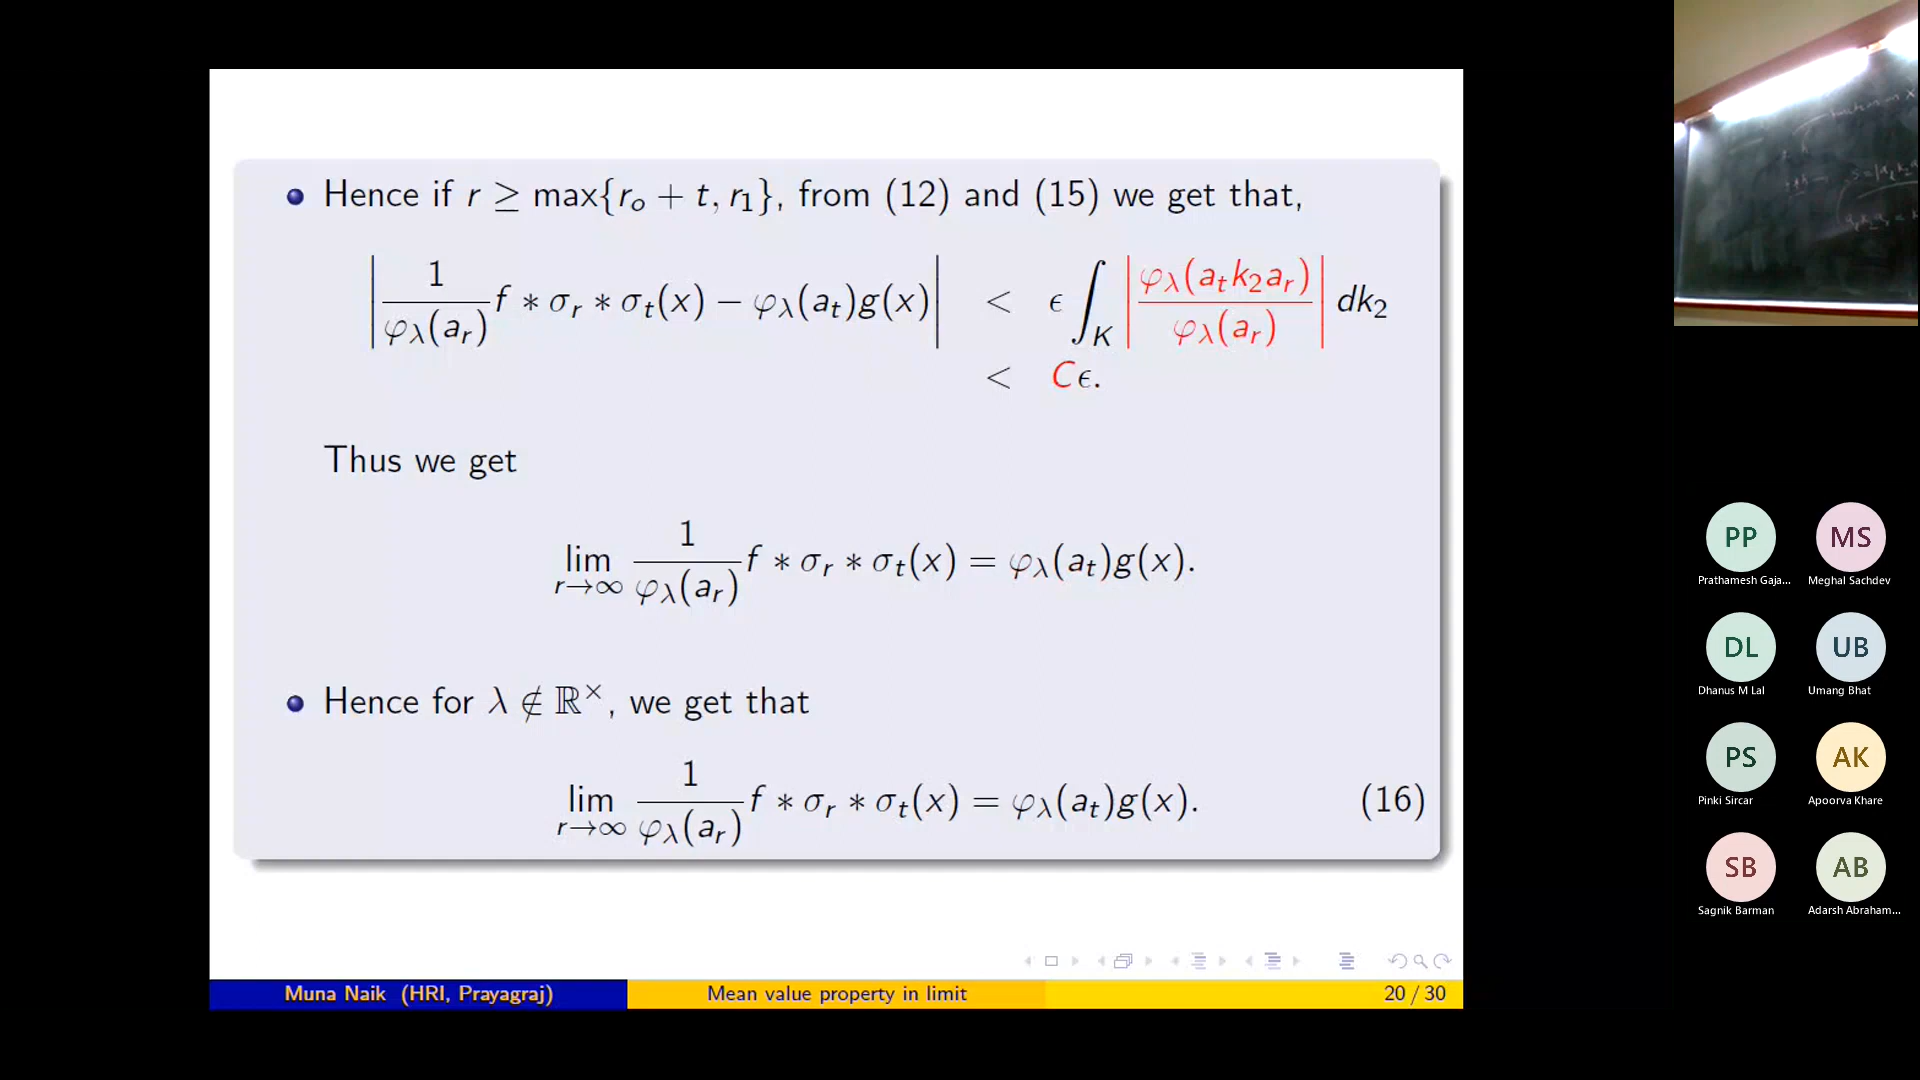 Hence if r ≥ max{r_o + t, r_1}, from (12) and (15) we get that,
| 1/φ_λ(a_r) f ∗ σ_r ∗ σ_t(x) − φ_λ(a_t)g(x) | < ϵ ∫_K | φ_λ(a_t k_2 a_r) / φ_λ(a_r) | dk_2
< Cϵ.
Thus we get
lim_{r→∞} 1/φ_λ(a_r) f ∗ σ_r ∗ σ_t(x) = φ_λ(a_t)g(x).
Hence for λ ∉ ℝ^×, we get that
lim_{r→∞} 1/φ_λ(a_r) f ∗ σ_r ∗ σ_t(x) = φ_λ(a_t)g(x). (16)
Muna Naik (HRI, Prayagraj) Mean value property in limit 20 / 30
PP MS
Prathamesh Gaja... Meghal Sachdev
DL UB
Dhanus M Lal Umang Bhat
PS AK
Pinki Sircar Apoorva Khare
SB AB
Sagnik Barman Adarsh Abraham...